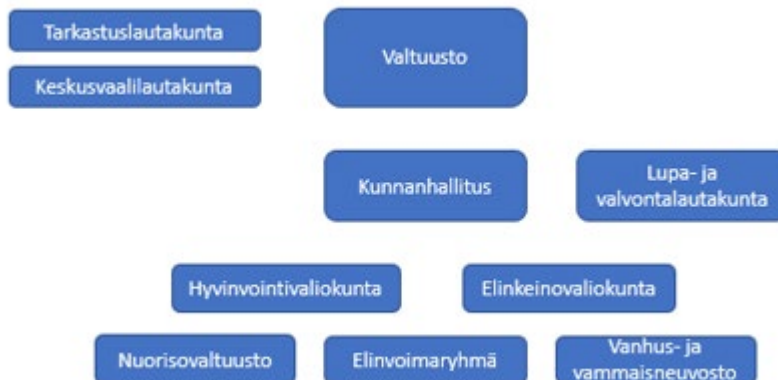 Tarkastuslautakunta
Valtuusto
Keskusvaalilautakunta
Kunnanhallitus
Lupa- ja
valvontalautakunta
Hyvinvointivaliokunta
Elinkeinovaliokunta
Nuorisovaltuusto
Elinvoimaryhmä
Vanhus- ja
vammaisneuvosto